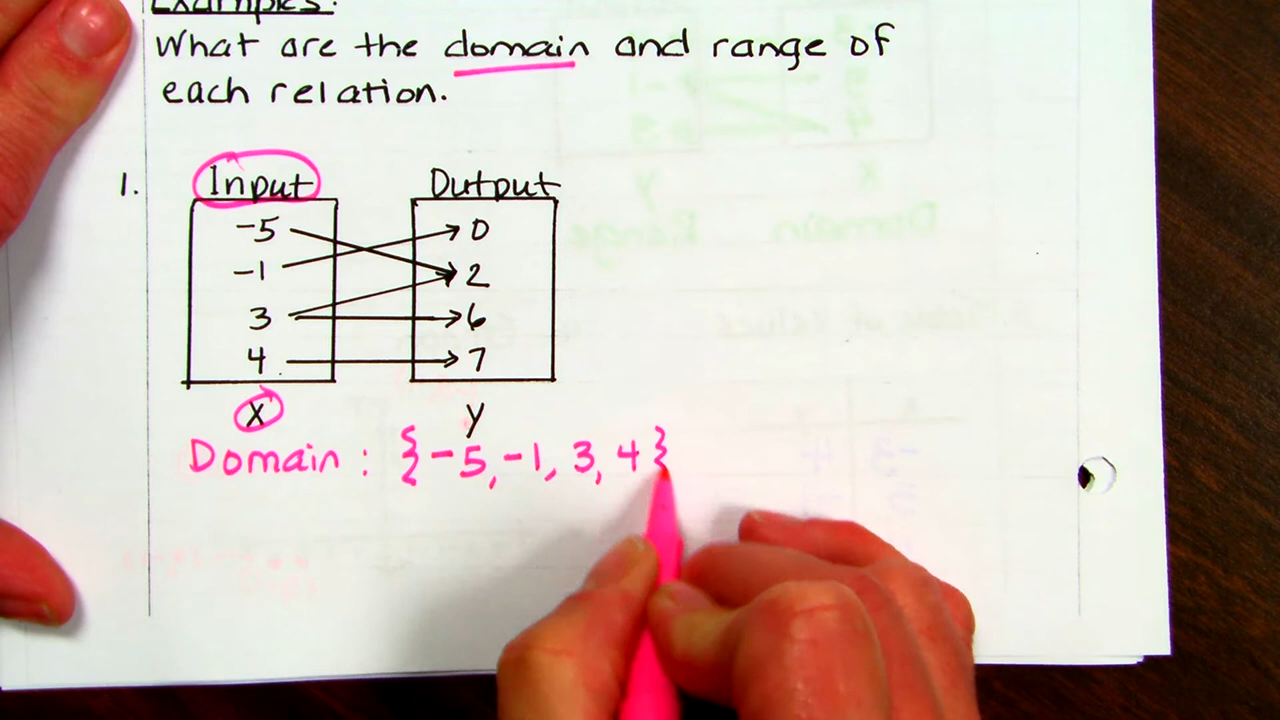 Examples:
What are the domain and range of
each relation.
1. Input Output
-5 0
-1 2
3 6
4 7
x y
Domain : {-5, -1, 3, 4}